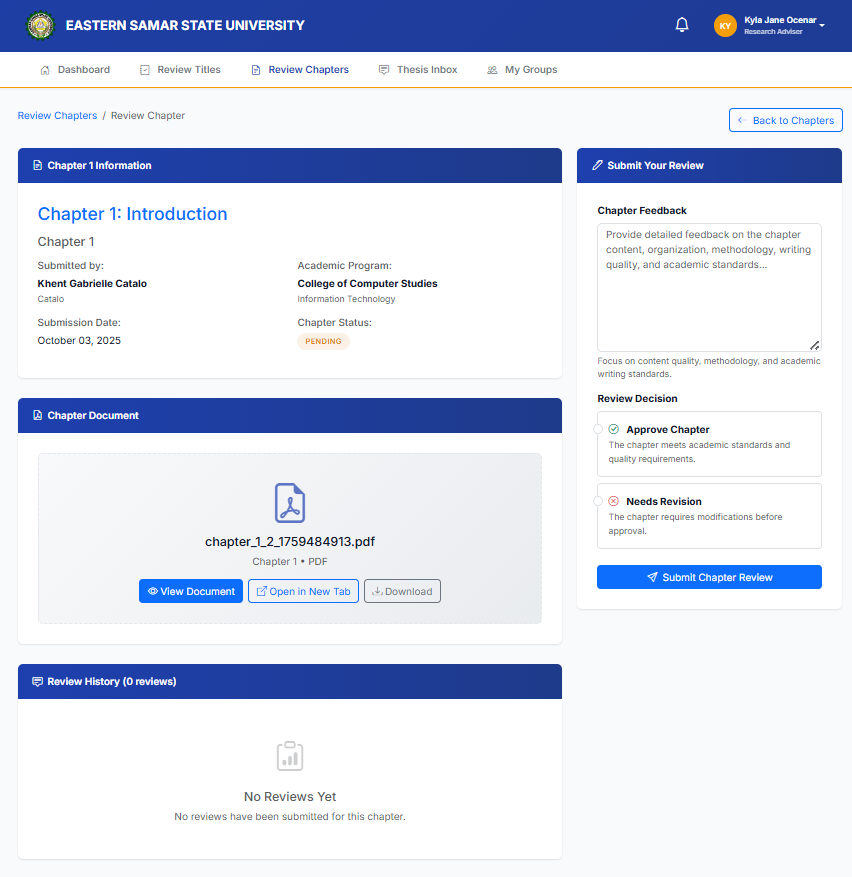 EASTERN SAMAR STATE UNIVERSITY
KY
Kyla Jane Ocenar
Research Adviser
Dashboard
Review Titles
Review Chapters
Thesis Inbox
My Groups
Review Chapters / Review Chapter
Back to Chapters
Chapter 1 Information
Chapter 1: Introduction
Chapter 1
Submitted by:
Khent Gabrielle Catalo
Catalo
Academic Program:
College of Computer Studies
Information Technology
Submission Date:
October 03, 2025
Chapter Status:
PENDING
Chapter Document
chapter_1_2_1759484913.pdf
Chapter 1 • PDF
View Document
Open in New Tab
Download
Review History (0 reviews)
No Reviews Yet
No reviews have been submitted for this chapter.
Submit Your Review
Chapter Feedback
Provide detailed feedback on the chapter
content, organization, methodology, writing
quality, and academic standards...
Focus on content quality, methodology, and academic
writing standards.
Review Decision
Approve Chapter
The chapter meets academic standards and
quality requirements.
Needs Revision
The chapter requires modifications before
approval.
Submit Chapter Review